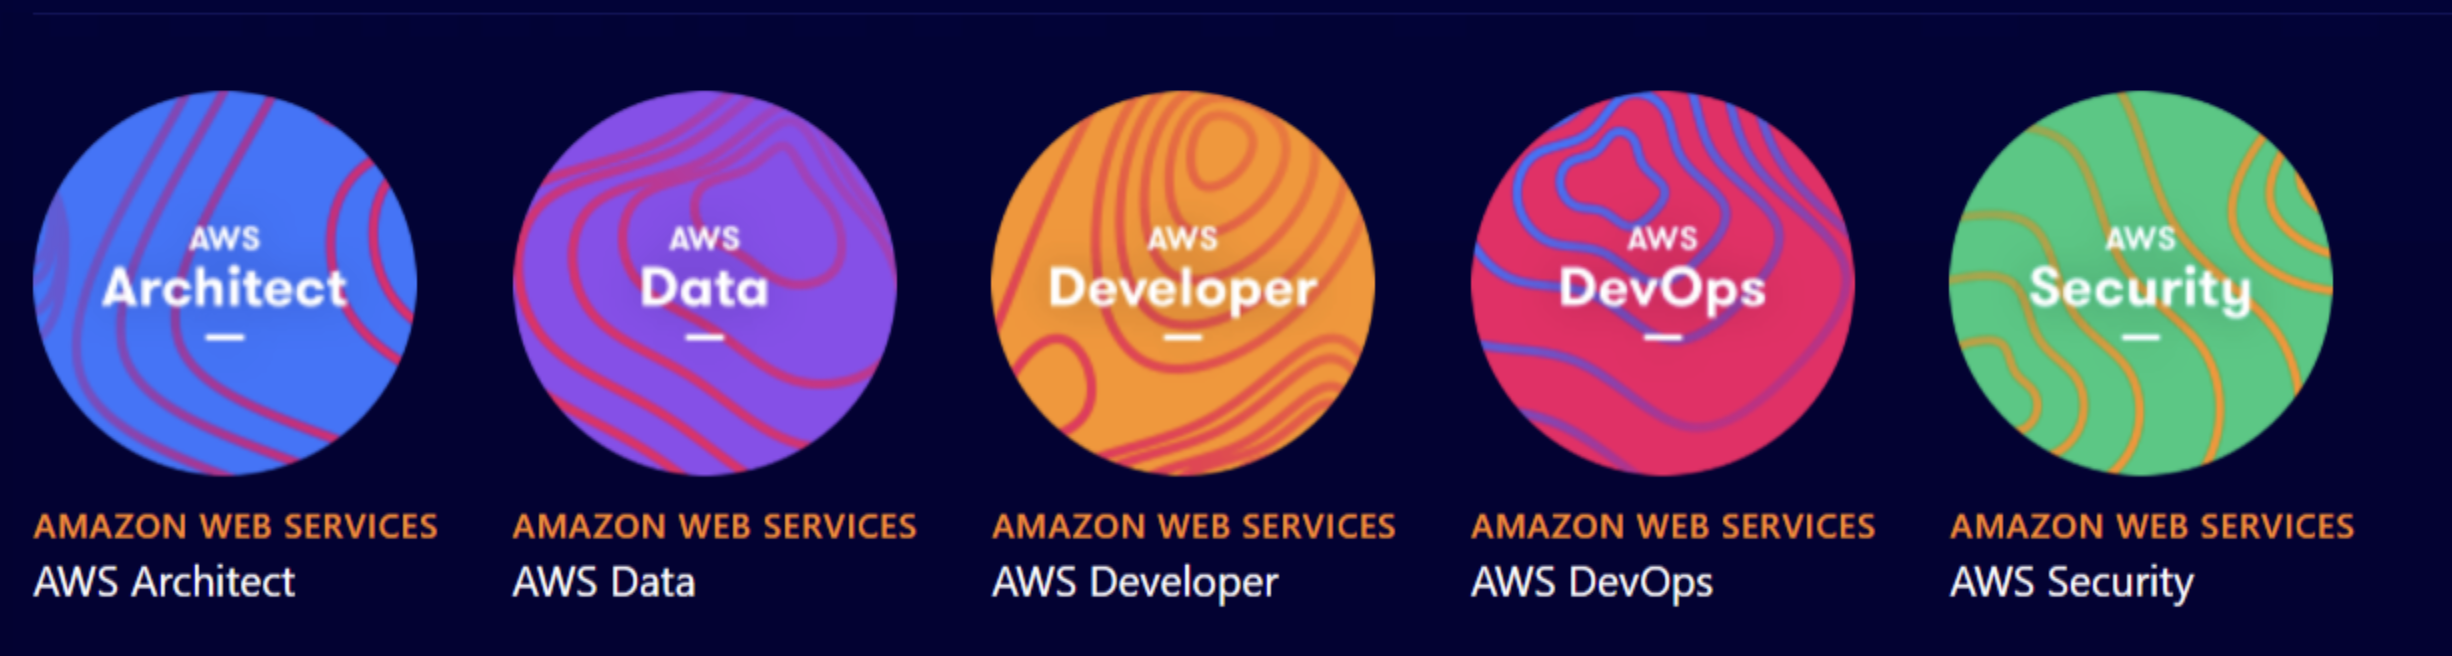 AWS
Architect
AMAZON WEB SERVICES
AWS Architect
AWS
Data
AMAZON WEB SERVICES
AWS Data
AWS
Developer
AMAZON WEB SERVICES
AWS Developer
AWS
DevOps
AMAZON WEB SERVICES
AWS DevOps
AWS
Security
AMAZON WEB SERVICES
AWS Security